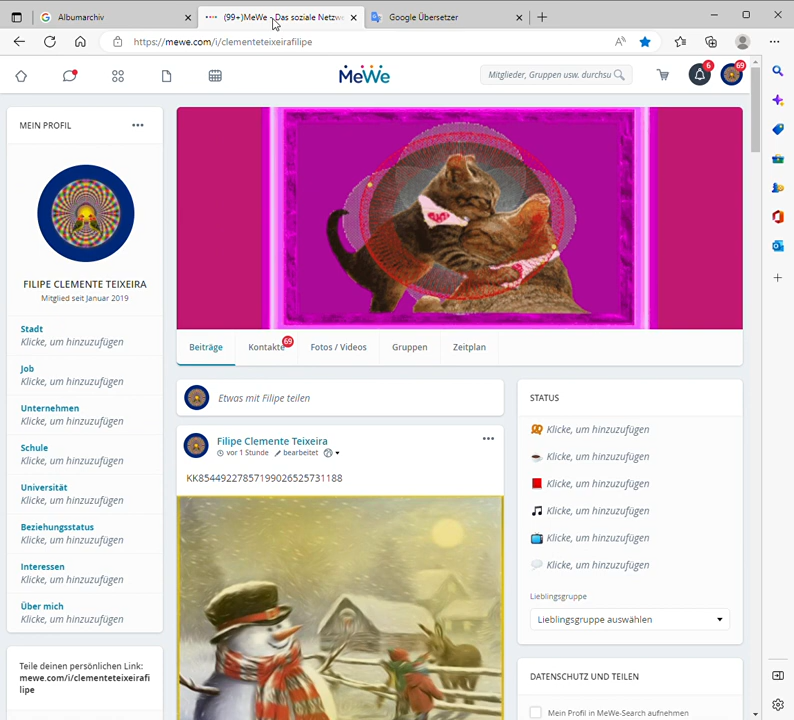 Albumarchiv
(99+)MeWe - Das soziale Netzwe
Google Übersetzer
https://mewe.com/i/clementeteixeirafilipe
MeWe
Mitglieder, Gruppen usw. durchsu
6
69
MEIN PROFIL
FILIPE CLEMENTE TEIXEIRA
Mitglied seit Januar 2019
Stadt
Klicke, um hinzuzufügen
Job
Klicke, um hinzuzufügen
Unternehmen
Klicke, um hinzuzufügen
Schule
Klicke, um hinzuzufügen
Universität
Klicke, um hinzuzufügen
Beziehungsstatus
Klicke, um hinzuzufügen
Interessen
Klicke, um hinzuzufügen
Über mich
Klicke, um hinzuzufügen
Teile deinen persönlichen Link:
mewe.com/i/clementeteixeirafi
lipe
Beiträge
Kontakte
69
Fotos / Videos
Gruppen
Zeitplan
Etwas mit Filipe teilen
Filipe Clemente Teixeira
vor 1 Stunde
bearbeitet
KK85449227857199026525731188
STATUS
Klicke, um hinzuzufügen
Klicke, um hinzuzufügen
Klicke, um hinzuzufügen
Klicke, um hinzuzufügen
Klicke, um hinzuzufügen
Klicke, um hinzuzufügen
Lieblingsgruppe
Lieblingsgruppe auswählen
DATENSCHUTZ UND TEILEN
Mein Profil in MeWe-Search aufnehmen